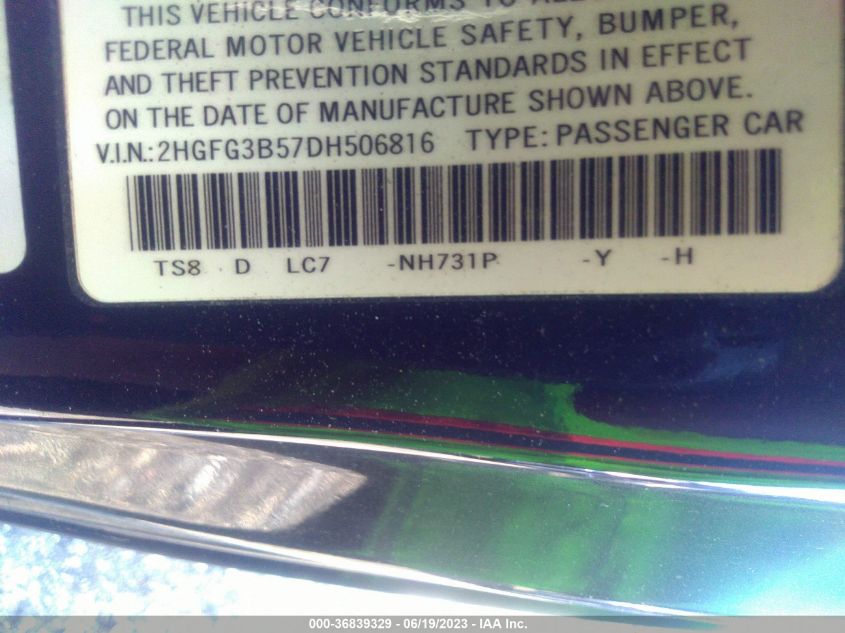 THIS VEHICLE CONFORMS TO ALL
FEDERAL MOTOR VEHICLE SAFETY, BUMPER,
AND THEFT PREVENTION STANDARDS IN EFFECT
ON THE DATE OF MANUFACTURE SHOWN ABOVE.
V.I.N.:2HGFG3B57DH506816 TYPE:PASSENGER CAR
TS8 D LC7 -NH731P -Y -H
000-36839329 - 06/19/2023 - IAA Inc.